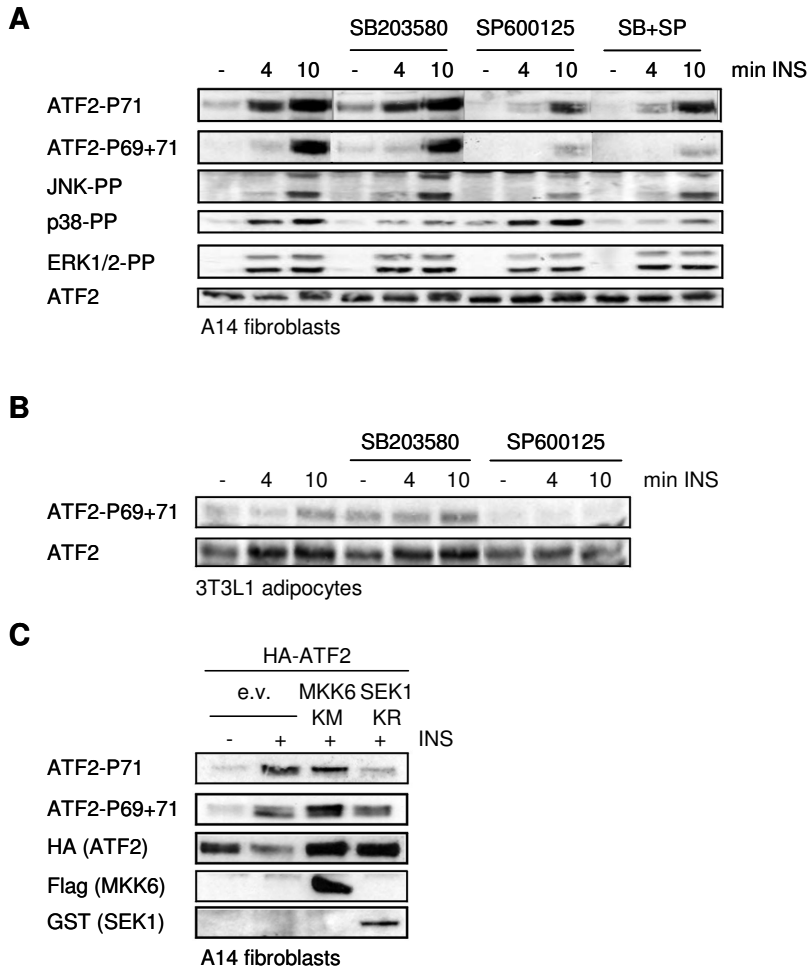 A
SB203580 SP600125 SB+SP
- 4 10 - 4 10 - 4 10 - 4 10 min INS
ATF2-P71
ATF2-P69+71
JNK-PP
p38-PP
ERK1/2-PP
ATF2
A14 fibroblasts
B
SB203580 SP600125
- 4 10 - 4 10 - 4 10 min INS
ATF2-P69+71
ATF2
3T3L1 adipocytes
C
HA-ATF2
e.v. MKK6 SEK1
KM KR
- + + + INS
ATF2-P71
ATF2-P69+71
HA (ATF2)
Flag (MKK6)
GST (SEK1)
A14 fibroblasts